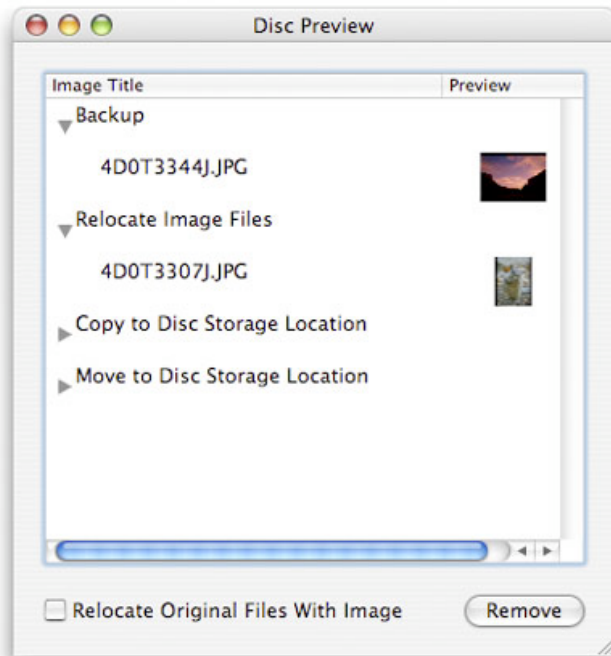 Disc Preview
Image Title Preview
Backup
4D0T3344J.JPG
Relocate Image Files
4D0T3307J.JPG
Copy to Disc Storage Location
Move to Disc Storage Location
Relocate Original Files With Image Remove